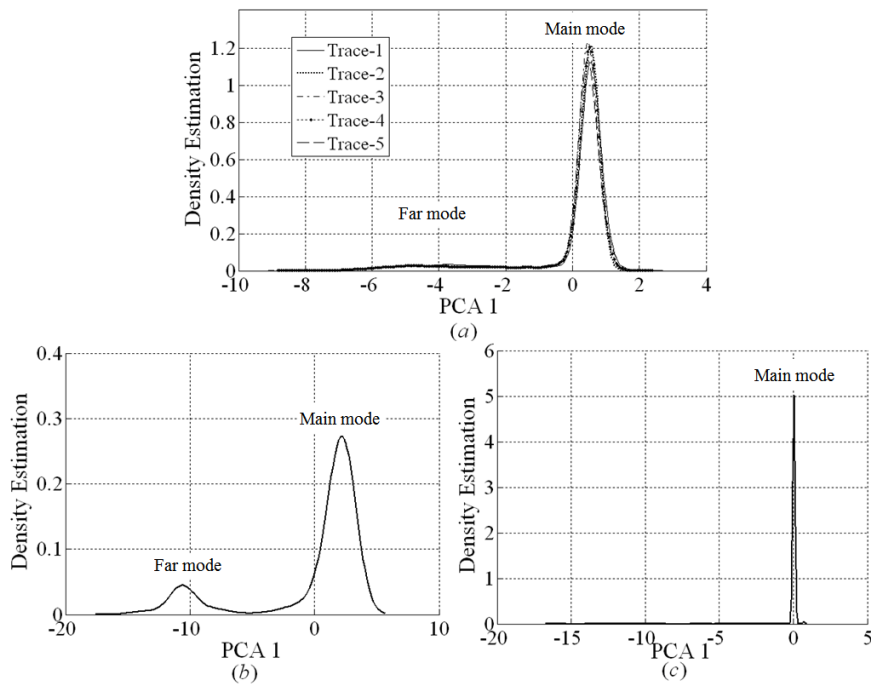 Main mode
1.2
1
0.8
0.6
0.4
0.2
0
Density Estimation
Trace-1
Trace-2
Trace-3
Trace-4
Trace-5
Far mode
-10 -8 -6 -4 -2 0 2 4
PCA 1
(a)
0.4
0.3
0.2
0.1
0
Density Estimation
Main mode
Far mode
-20 -10 0 10
PCA 1
(b)
6
5
4
3
2
1
0
Density Estimation
Main mode
-20 -15 -10 -5 0 5
PCA 1
(c)